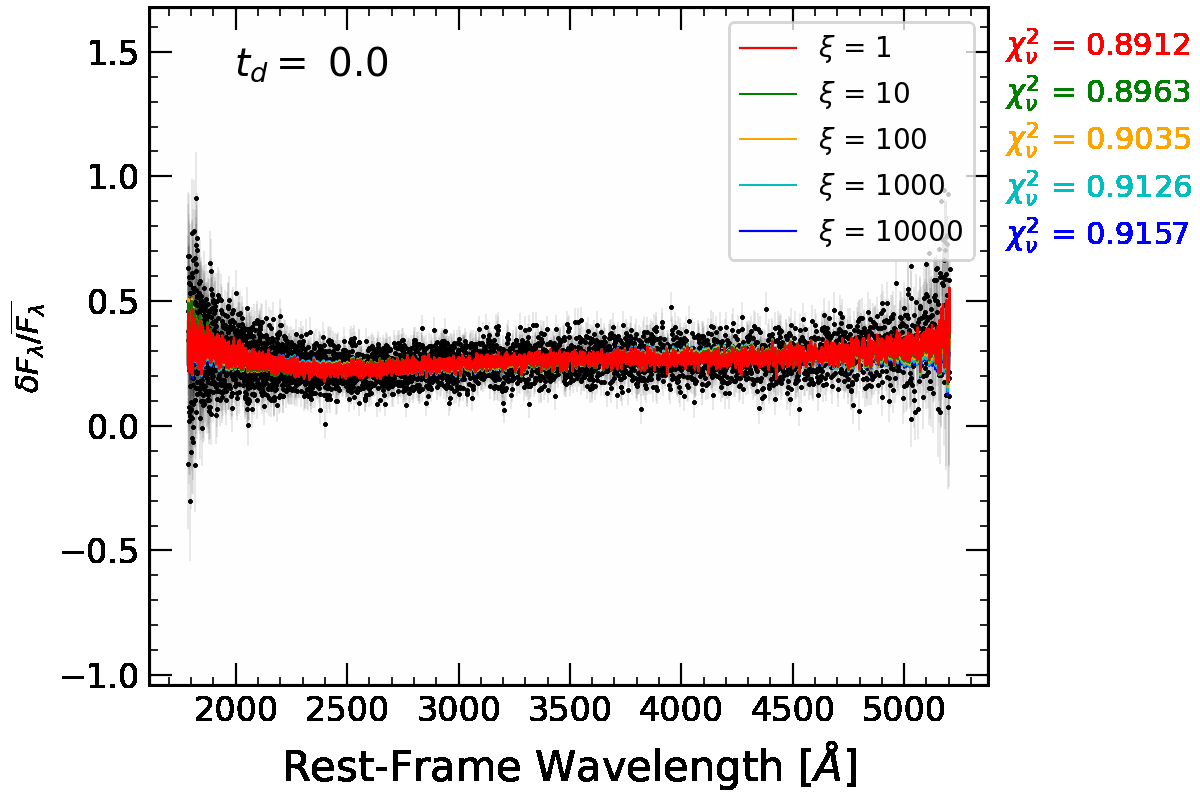 t_d = 0.0
ξ = 1
ξ = 10
ξ = 100
ξ = 1000
ξ = 10000
χ²_ν = 0.8912
χ²_ν = 0.8963
χ²_ν = 0.9035
χ²_ν = 0.9126
χ²_ν = 0.9157
1.5
1.0
0.5
0.0
−0.5
−1.0
δF_λ/F̅_λ
2000 2500 3000 3500 4000 4500 5000
Rest-Frame Wavelength [Å]